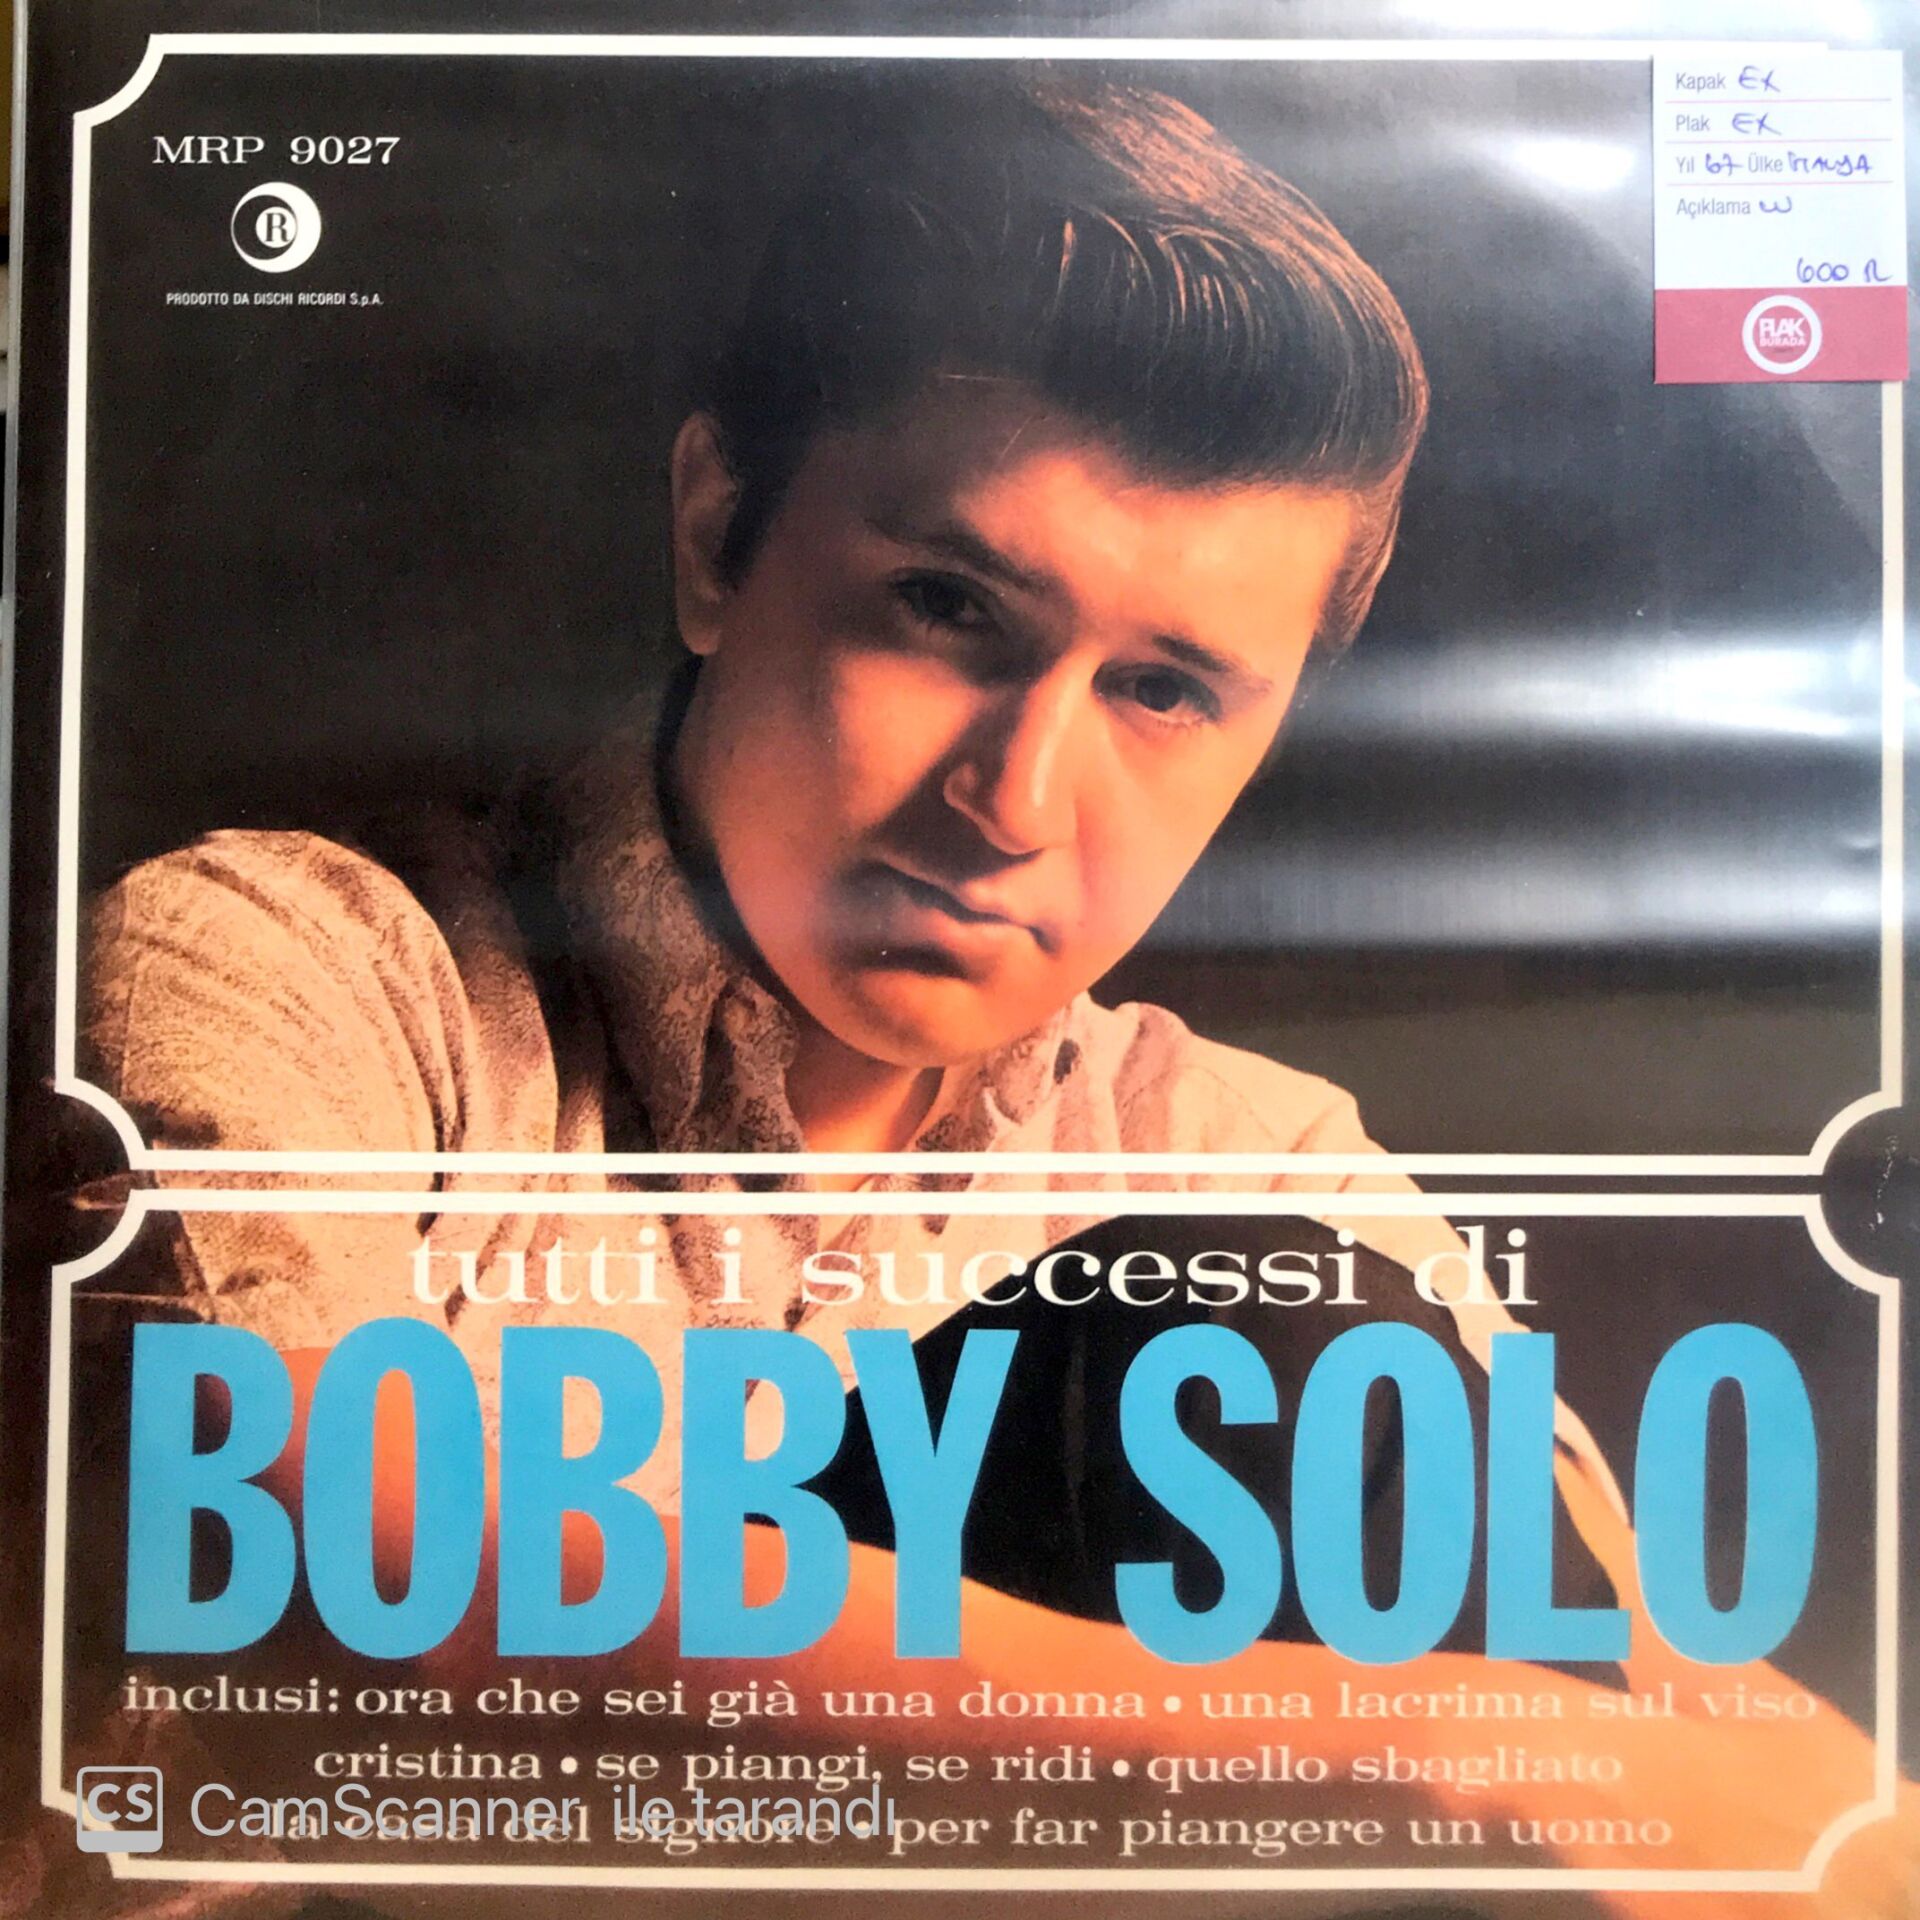 MRP 9027
R
PRODOTTO DA DISCHI RICORDI S.p.A.
Kapak EX
Plak EX
Yıl 67 Ülke İTALYA
Açıklama
600
PLAK
BURADA
tutti i successi di
BOBBY SOLO
inclusi: ora che sei già una donna • una lacrima sul viso
cristina • se piangi, se ridi • quello sbagliato
la casa del signore • per far piangere un uomo
CS CamScanner ile tarandı